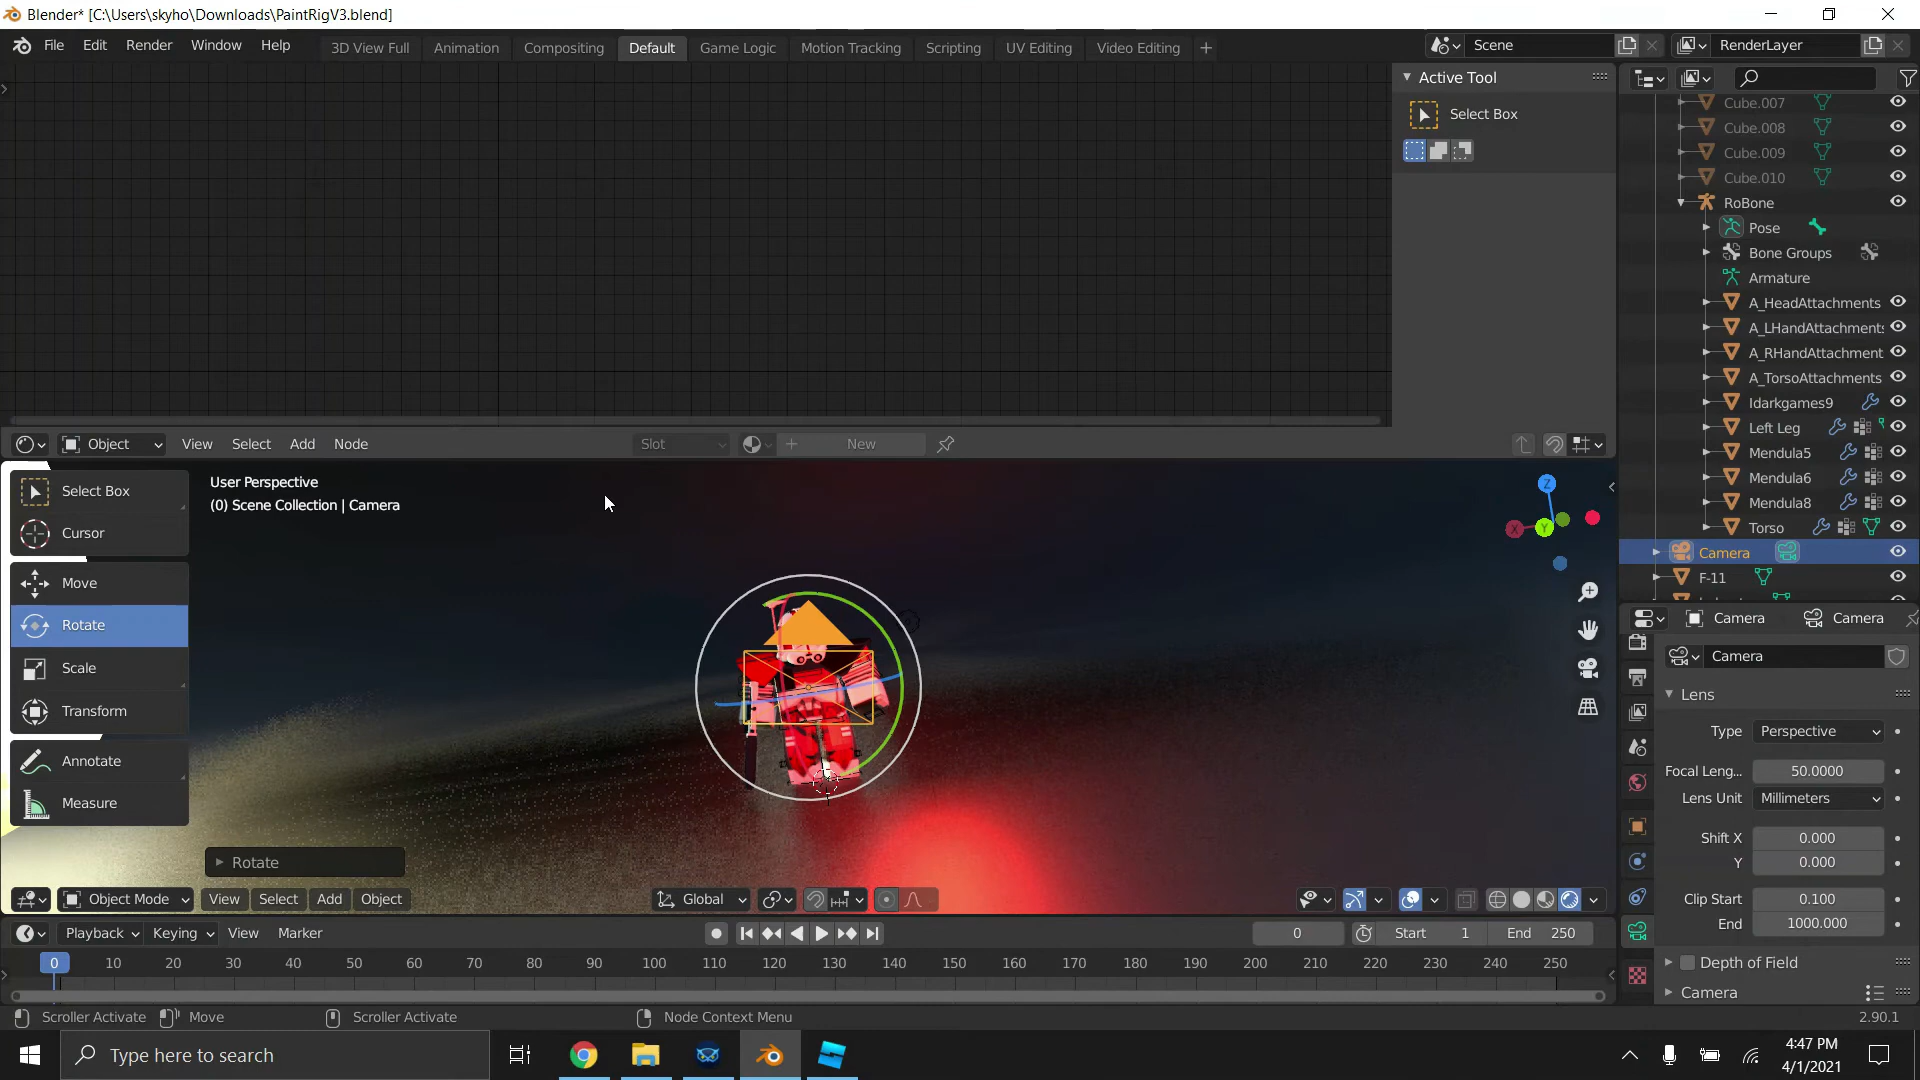 Blender* [C:\Users\skyho\Downloads\PaintRigV3.blend]
File Edit Render Window Help 3D View Full Animation Compositing Default Game Logic Motion Tracking Scripting UV Editing Video Editing + Scene RenderLayer
Active Tool
Select Box
Cube.007
Cube.008
Cube.009
Cube.010
RoBone
Pose
Bone Groups
Armature
A_HeadAttachments
A_LHandAttachments
A_RHandAttachment
A_TorsoAttachments
Idarkgames9
Left Leg
Mendula5
Mendula6
Mendula8
Torso
Camera
F-11
Object View Select Add Node Slot New
User Perspective
(0) Scene Collection | Camera
Select Box
Cursor
Move
Rotate
Scale
Transform
Annotate
Measure
Rotate
Z
X
Y
Camera Camera
Camera
Lens
Type Perspective
Focal Leng... 50.0000
Lens Unit Millimeters
Shift X 0.000
Y 0.000
Clip Start 0.100
End 1000.000
Depth of Field
Camera
Object Mode View Select Add Object Global
Playback Keying View Marker 0 Start 1 End 250
0 10 20 30 40 50 60 70 80 90 100 110 120 130 140 150 160 170 180 190 200 210 220 230 240 250
Scroller Activate Move Scroller Activate Node Context Menu 2.90.1
Type here to search
4:47 PM
4/1/2021